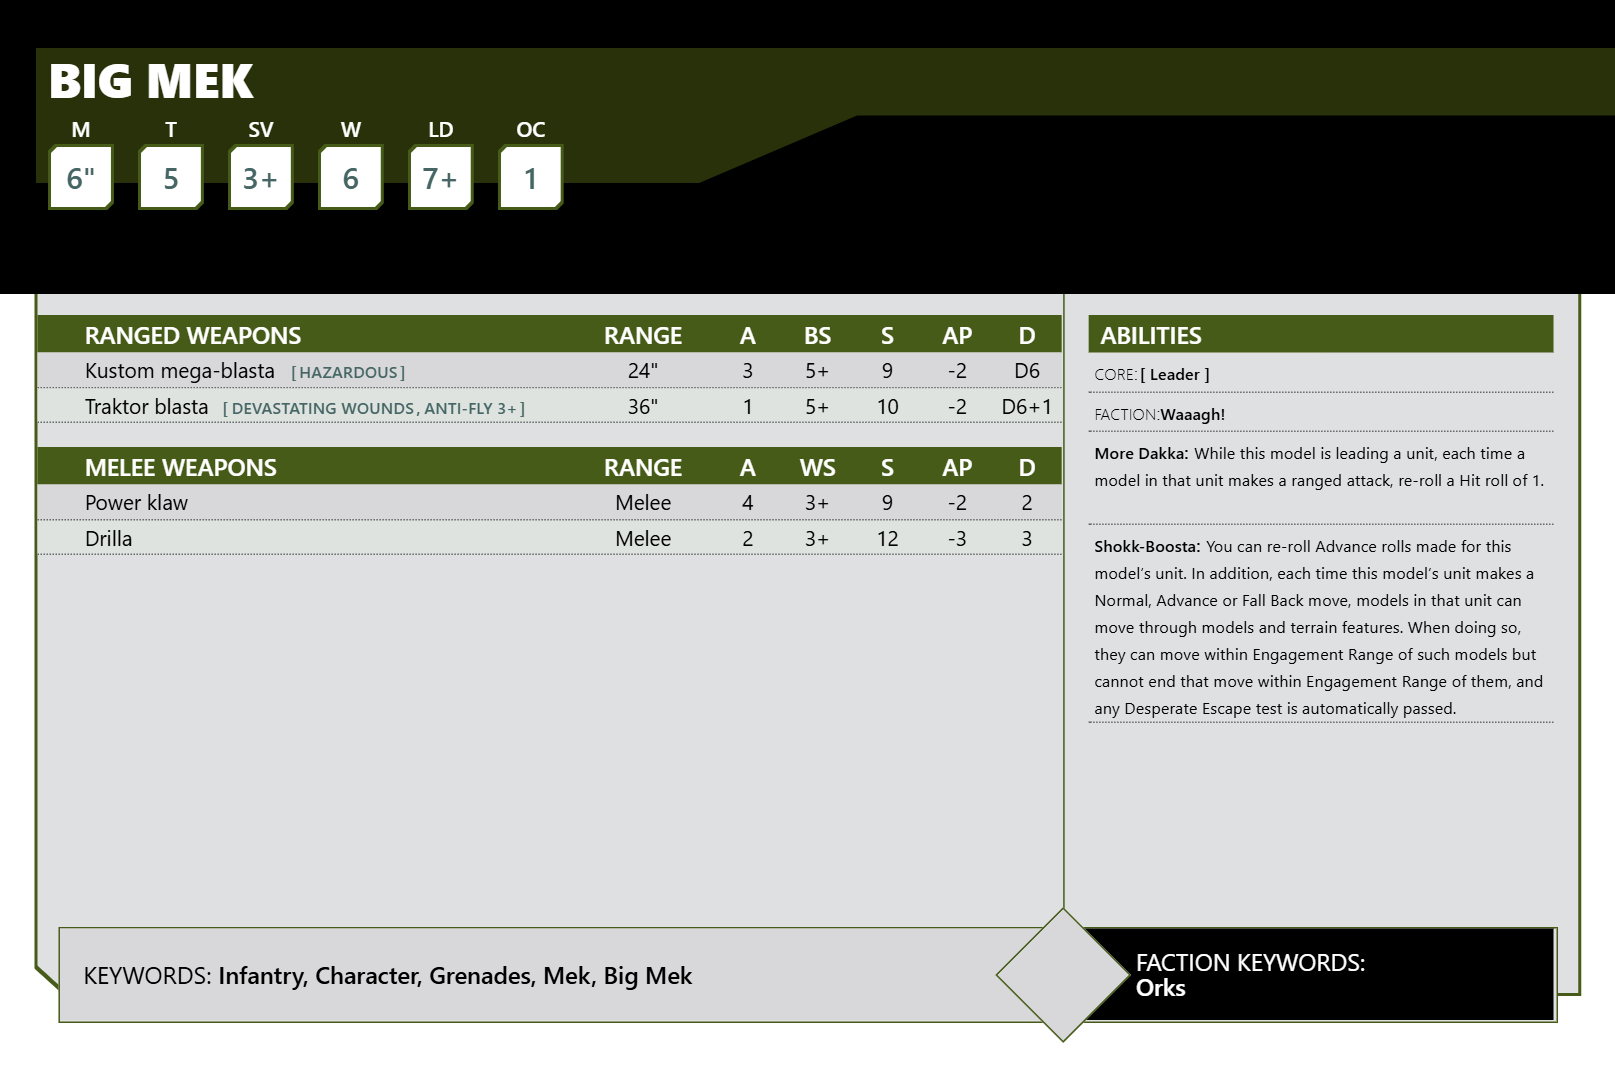 BIG MEK
M T SV W LD OC
6" 5 3+ 6 7+ 1
RANGED WEAPONS RANGE A BS S AP D
Kustom mega-blasta [ HAZARDOUS ] 24" 3 5+ 9 -2 D6
Traktor blasta [ DEVASTATING WOUNDS , ANTI-FLY 3+ ] 36" 1 5+ 10 -2 D6+1
MELEE WEAPONS RANGE A WS S AP D
Power klaw Melee 4 3+ 9 -2 2
Drilla Melee 2 3+ 12 -3 3
ABILITIES
CORE: [ Leader ]
FACTION: Waaagh!
More Dakka: While this model is leading a unit, each time a
model in that unit makes a ranged attack, re-roll a Hit roll of 1.
Shokk-Boosta: You can re-roll Advance rolls made for this
model's unit. In addition, each time this model's unit makes a
Normal, Advance or Fall Back move, models in that unit can
move through models and terrain features. When doing so,
they can move within Engagement Range of such models but
cannot end that move within Engagement Range of them, and
any Desperate Escape test is automatically passed.
KEYWORDS: Infantry, Character, Grenades, Mek, Big Mek
FACTION KEYWORDS:
Orks